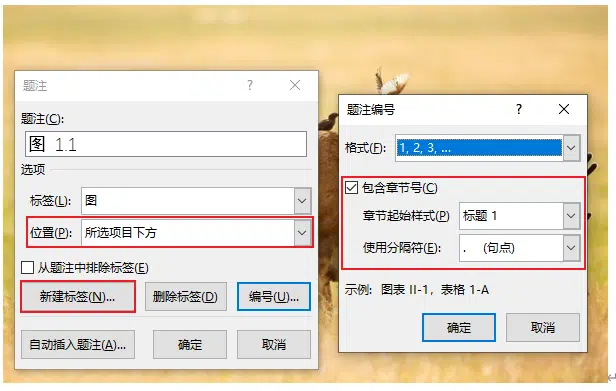 题注
?
题注(C):
图 1.1
选项
标签(L):
图
位置(P):
所选项目下方
从题注中排除标签(E)
新建标签(N)...
删除标签(D)
编号(U)...
自动插入题注(A)...
确定
取消
题注编号
?
格式(F):
1, 2, 3, ...
包含章节号(C)
章节起始样式(P)
标题 1
使用分隔符(E):
. (句点)
示例: 图表 II-1, 表格 1-A
确定
取消